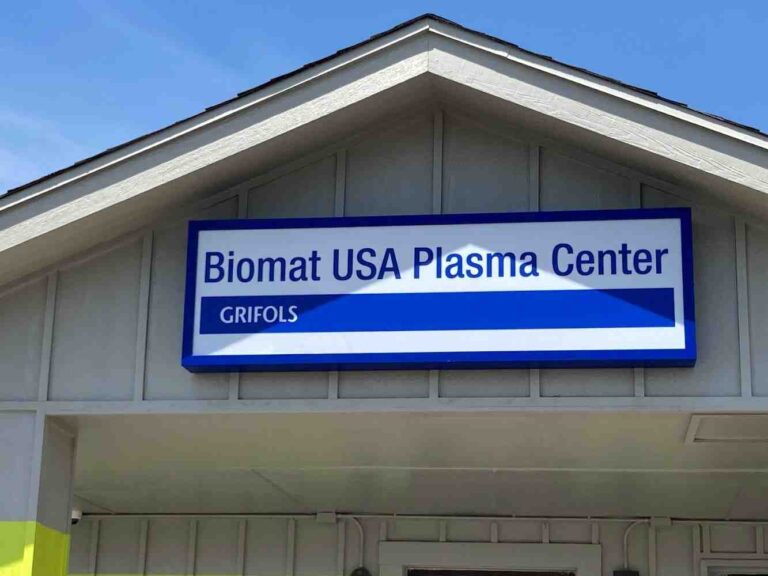 Biomat USA Plasma Center
GRIFOLS